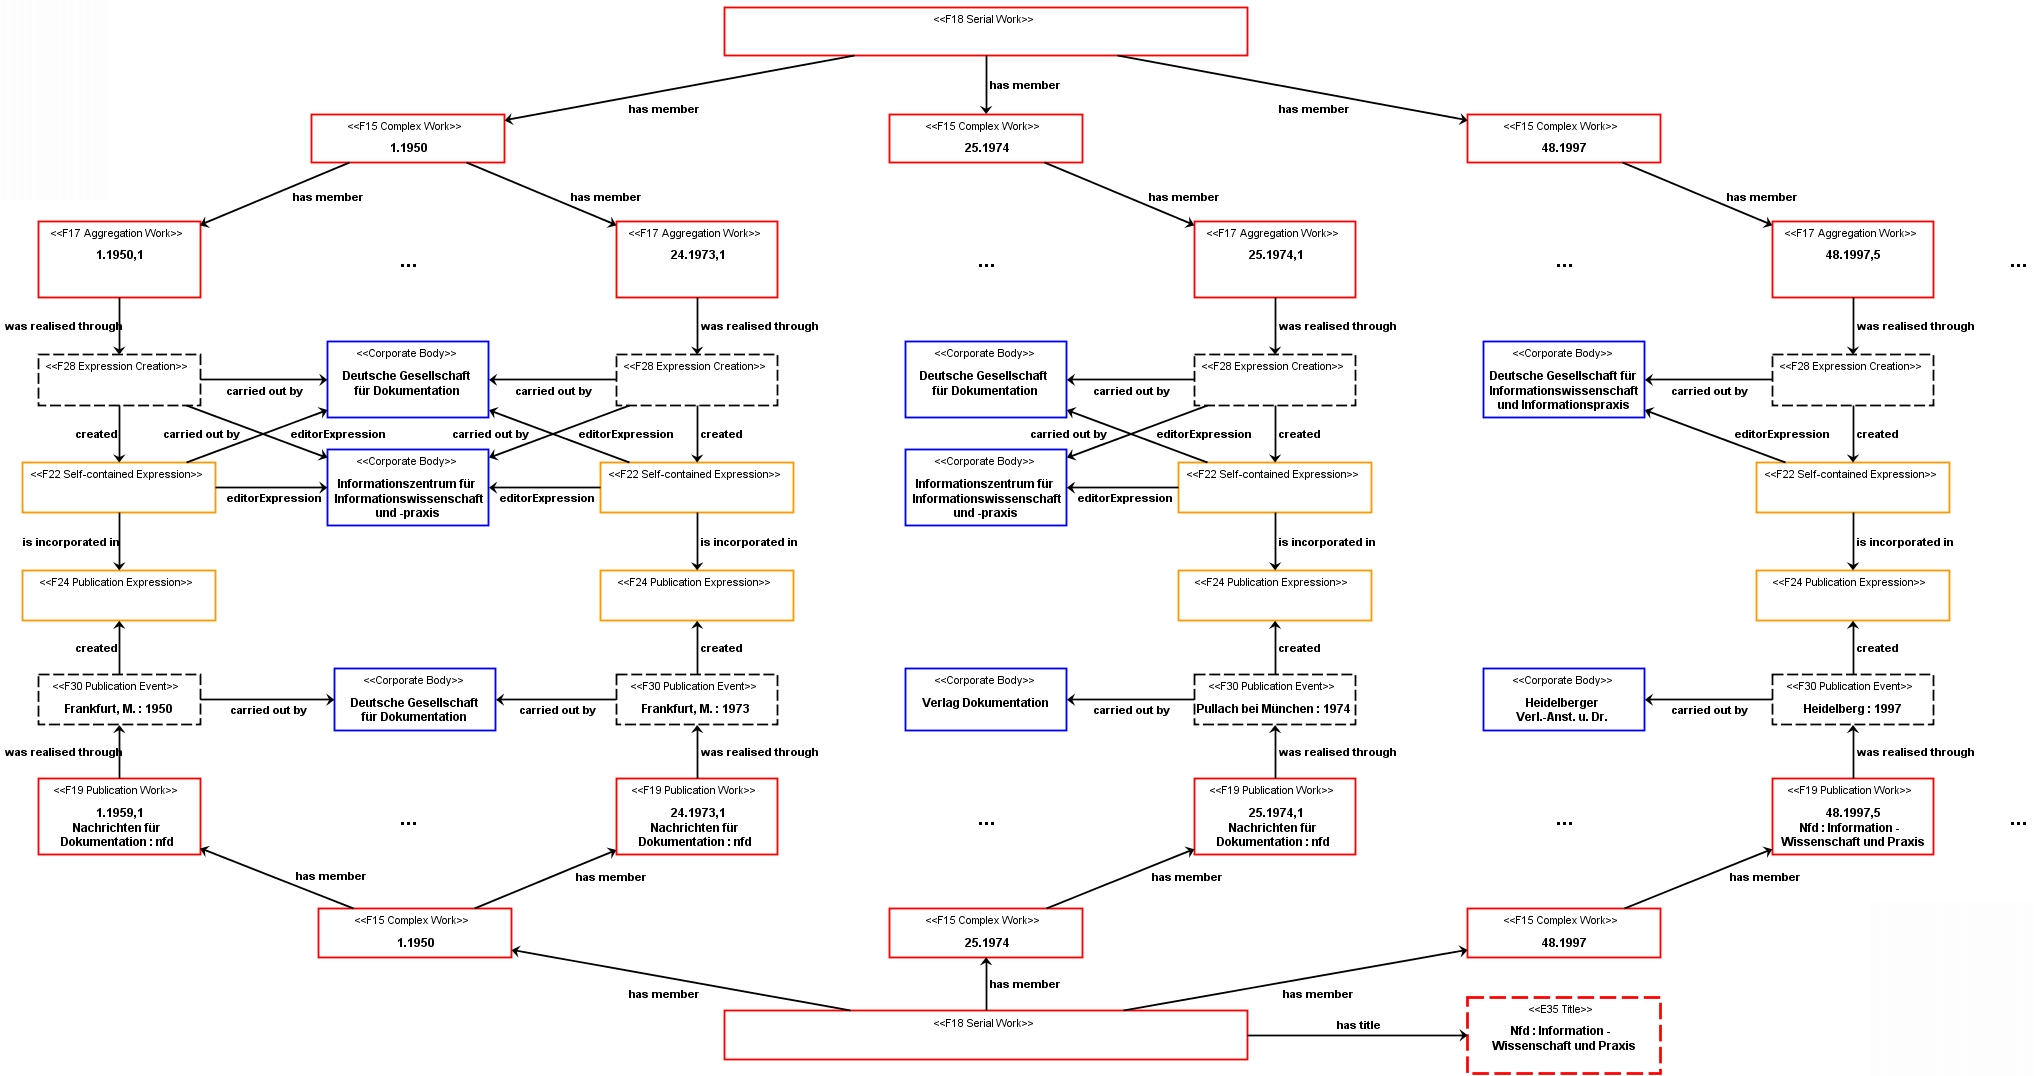 <<F18 Serial Work>>
has member
has member
has member
<<F15 Complex Work>>
1.1950
<<F15 Complex Work>>
25.1974
<<F15 Complex Work>>
48.1997
has member
has member
has member
has member
<<F17 Aggregation Work>>
1.1950,1
...
<<F17 Aggregation Work>>
24.1973,1
...
<<F17 Aggregation Work>>
25.1974,1
...
<<F17 Aggregation Work>>
48.1997,5
...
was realised through
was realised through
was realised through
was realised through
<<F28 Expression Creation>>
carried out by
<<Corporate Body>>
Deutsche Gesellschaft
für Dokumentation
carried out by
<<F28 Expression Creation>>
<<Corporate Body>>
Deutsche Gesellschaft
für Dokumentation
carried out by
<<F28 Expression Creation>>
<<Corporate Body>>
Deutsche Gesellschaft für
Informationswissenschaft
und Informationspraxis
carried out by
<<F28 Expression Creation>>
created
carried out by
editorExpression
carried out by
editorExpression
created
carried out by
editorExpression
created
editorExpression
created
<<F22 Self-contained Expression>>
editorExpression
<<Corporate Body>>
Informationszentrum für
Informationswissenschaft
und -praxis
editorExpression
<<F22 Self-contained Expression>>
<<Corporate Body>>
Informationszentrum für
Informationswissenschaft
und -praxis
editorExpression
<<F22 Self-contained Expression>>
<<F22 Self-contained Expression>>
is incorporated in
is incorporated in
is incorporated in
is incorporated in
<<F24 Publication Expression>>
<<F24 Publication Expression>>
<<F24 Publication Expression>>
<<F24 Publication Expression>>
created
created
created
created
<<F30 Publication Event>>
Frankfurt, M. : 1950
carried out by
<<Corporate Body>>
Deutsche Gesellschaft
für Dokumentation
carried out by
<<F30 Publication Event>>
Frankfurt, M. : 1973
<<Corporate Body>>
Verlag Dokumentation
carried out by
<<F30 Publication Event>>
Pullach bei München : 1974
<<Corporate Body>>
Heidelberger
Verl.-Anst. u. Dr.
carried out by
<<F30 Publication Event>>
Heidelberg : 1997
was realised through
was realised through
was realised through
was realised through
<<F19 Publication Work>>
1.1959,1
Nachrichten für
Dokumentation : nfd
...
<<F19 Publication Work>>
24.1973,1
Nachrichten für
Dokumentation : nfd
...
<<F19 Publication Work>>
25.1974,1
Nachrichten für
Dokumentation : nfd
...
<<F19 Publication Work>>
48.1997,5
Nfd : Information -
Wissenschaft und Praxis
...
has member
has member
has member
has member
<<F15 Complex Work>>
1.1950
<<F15 Complex Work>>
25.1974
<<F15 Complex Work>>
48.1997
has member
has member
has member
<<F18 Serial Work>>
has title
<<E35 Title>>
Nfd : Information -
Wissenschaft und Praxis